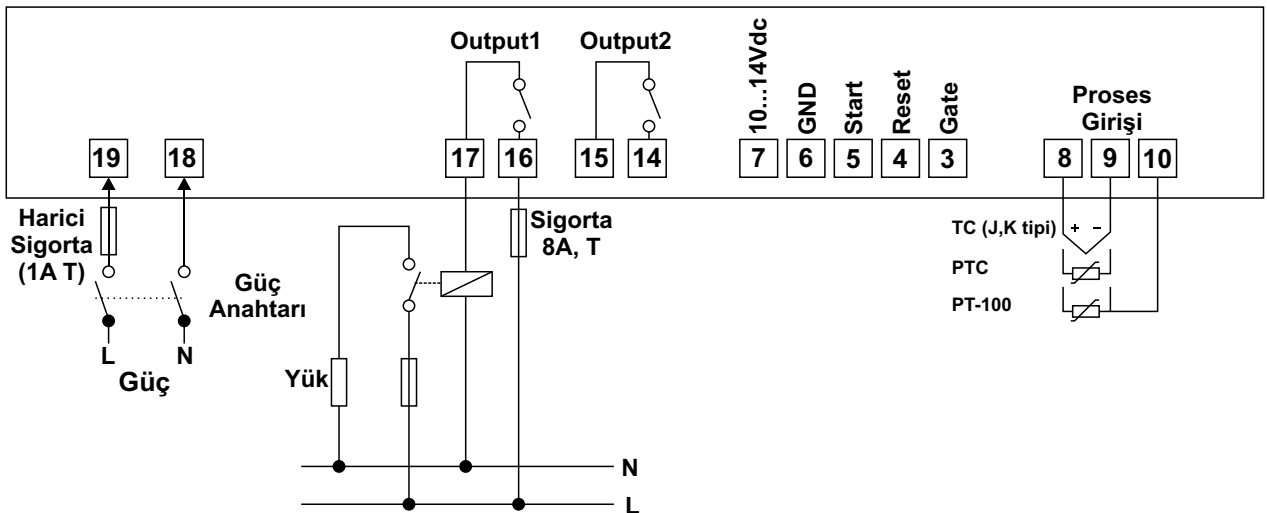 Output1
Output2
10...14Vdc
GND
Start
Reset
Gate
Proses
Girişi
19
18
17
16
15
14
7
6
5
4
3
8
9
10
Harici
Sigorta
(1A T)
Güç
Anahtarı
L
N
Güç
Sigorta
8A, T
Yük
N
L
TC (J,K tipi)
+ -
PTC
PT-100